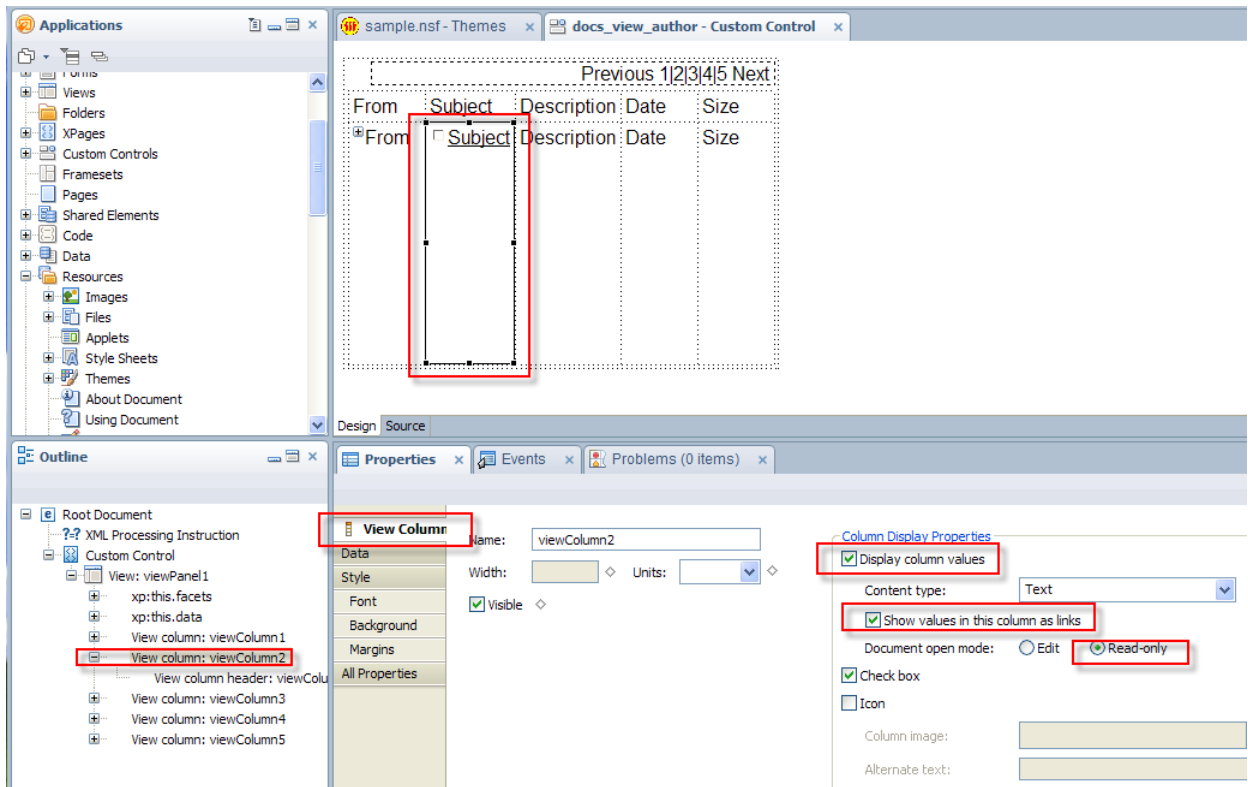 Applications
Forms
Views
Folders
XPages
Custom Controls
Framesets
Pages
Shared Elements
Code
Data
Resources
Images
Files
Applets
Style Sheets
Themes
About Document
Using Document
sample.nsf - Themes
docs_view_author - Custom Control
Previous 1|2|3|4|5 Next
From Subject Description Date Size
From Subject Description Date Size
Design Source
Outline
Root Document
?-? XML Processing Instruction
Custom Control
View: viewPanel1
xp:this.facets
xp:this.data
View column: viewColumn1
View column: viewColumn2
View column header: viewColu
View column: viewColumn3
View column: viewColumn4
View column: viewColumn5
Properties Events Problems (0 items)
View Column
Data
Style
Font
Background
Margins
All Properties
Name: viewColumn2
Width: Units:
Visible
Column Display Properties
Display column values
Content type: Text
Show values in this column as links
Document open mode: Edit Read-only
Check box
Icon
Column image:
Alternate text: